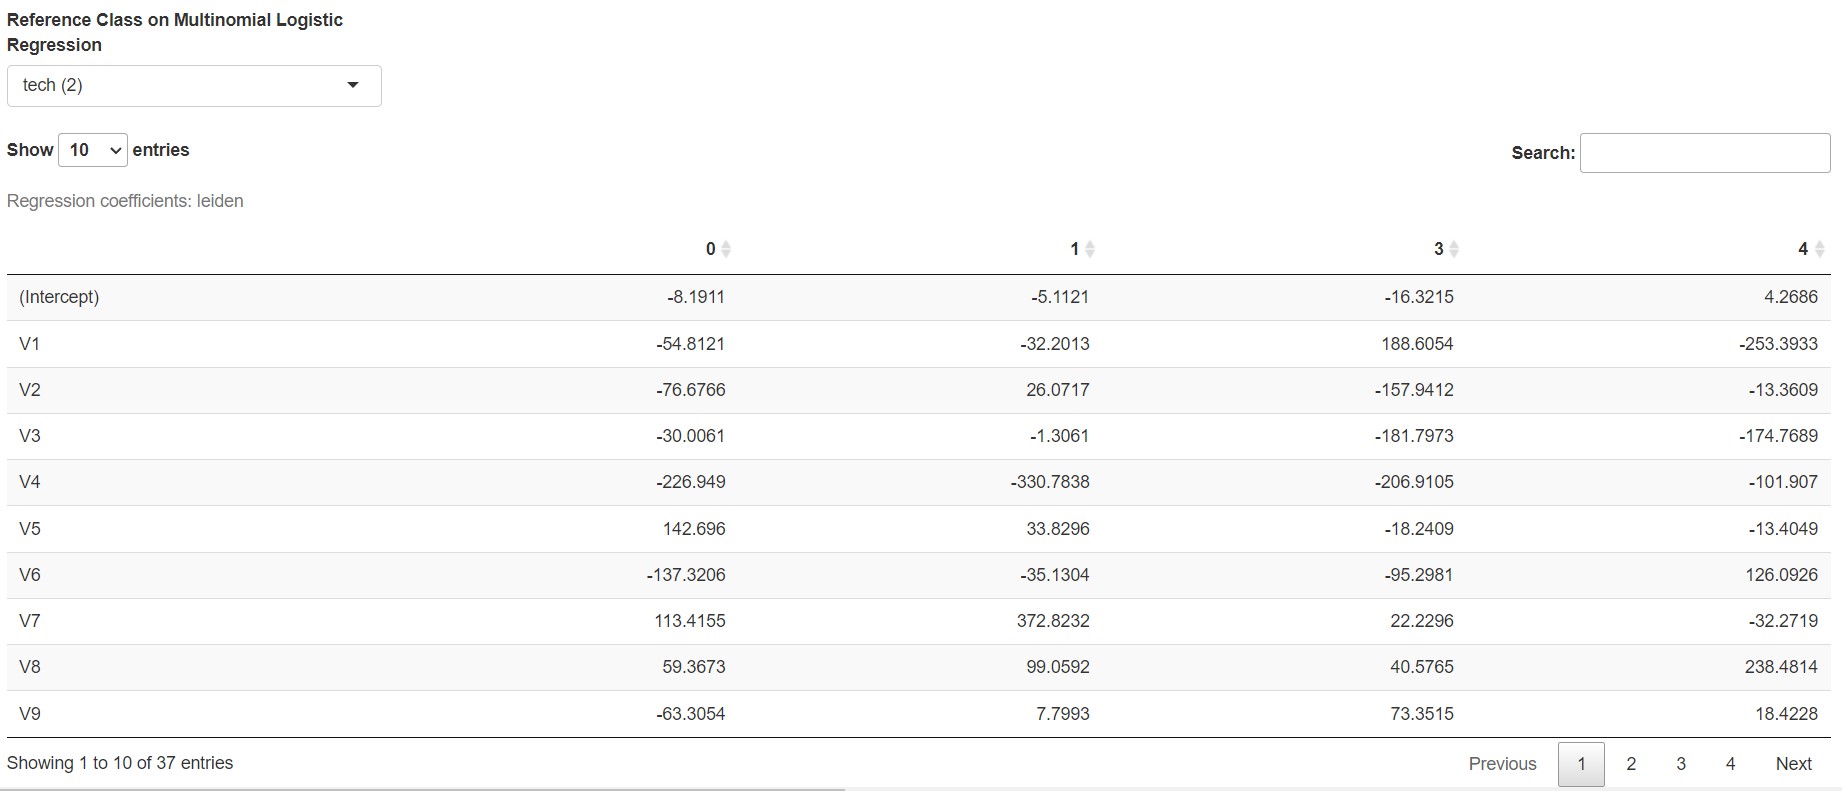 Reference Class on Multinomial Logistic
Regression
tech (2)
Show 10 entries
Search:
Regression coefficients: leiden
0 1 3 4
(Intercept) -8.1911 -5.1121 -16.3215 4.2686
V1 -54.8121 -32.2013 188.6054 -253.3933
V2 -76.6766 26.0717 -157.9412 -13.3609
V3 -30.0061 -1.3061 -181.7973 -174.7689
V4 -226.949 -330.7838 -206.9105 -101.907
V5 142.696 33.8296 -18.2409 -13.4049
V6 -137.3206 -35.1304 -95.2981 126.0926
V7 113.4155 372.8232 22.2296 -32.2719
V8 59.3673 99.0592 40.5765 238.4814
V9 -63.3054 7.7993 73.3515 18.4228
Showing 1 to 10 of 37 entries
Previous 1 2 3 4 Next